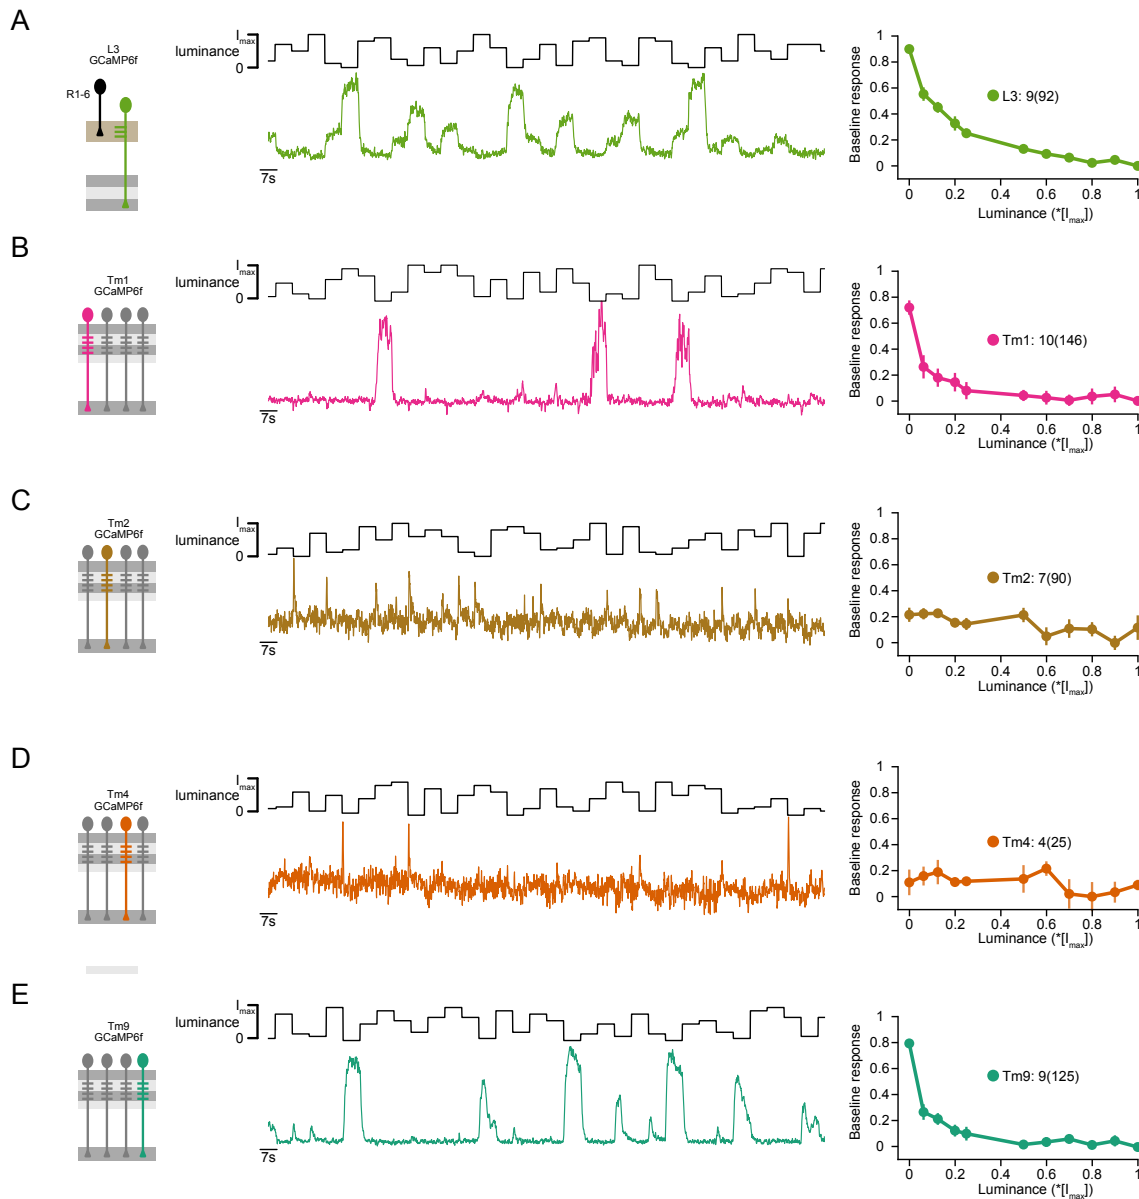 A
L3
GCaMP6f
R1-6
luminance
Imax
0
7s
Baseline response
1
0.8
0.6
0.4
0.2
0
L3: 9(92)
0 0.2 0.4 0.6 0.8 1
Luminance (*[Imax])
B
Tm1
GCaMP6f
luminance
Imax
0
7s
Baseline response
1
0.8
0.6
0.4
0.2
0
Tm1: 10(146)
0 0.2 0.4 0.6 0.8 1
Luminance (*[Imax])
C
Tm2
GCaMP6f
luminance
Imax
0
7s
Baseline response
1
0.8
0.6
0.4
0.2
0
Tm2: 7(90)
0 0.2 0.4 0.6 0.8 1
Luminance (*[Imax])
D
Tm4
GCaMP6f
luminance
Imax
0
7s
Baseline response
1
0.8
0.6
0.4
0.2
0
Tm4: 4(25)
0 0.2 0.4 0.6 0.8 1
Luminance (*[Imax])
E
Tm9
GCaMP6f
luminance
Imax
0
7s
Baseline response
1
0.8
0.6
0.4
0.2
0
Tm9: 9(125)
0 0.2 0.4 0.6 0.8 1
Luminance (*[Imax])